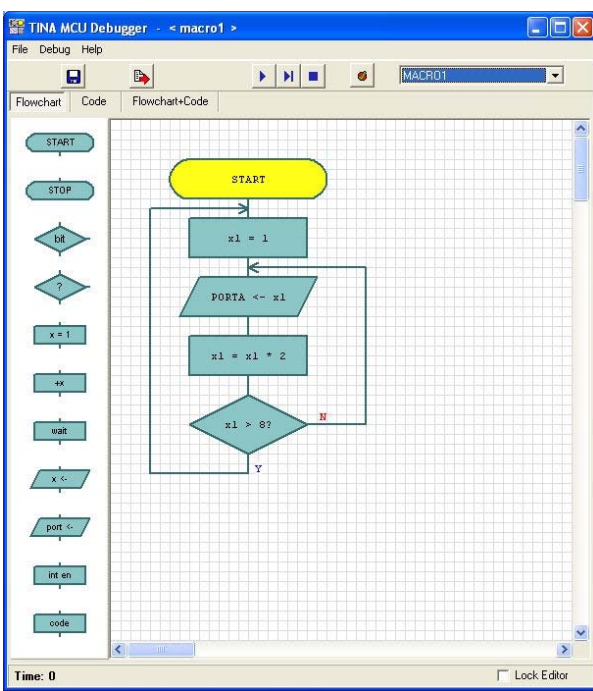 TINA MCU Debugger - < macro1 >
File Debug Help
MACRO1
Flowchart Code Flowchart+Code
START
STOP
bit
?
x = 1
+x
wait
x <-
port <-
int en
code
START
x1 = 1
PORTA <- x1
x1 = x1 * 2
x1 > 8?
N
Y
Time: 0
Lock Editor